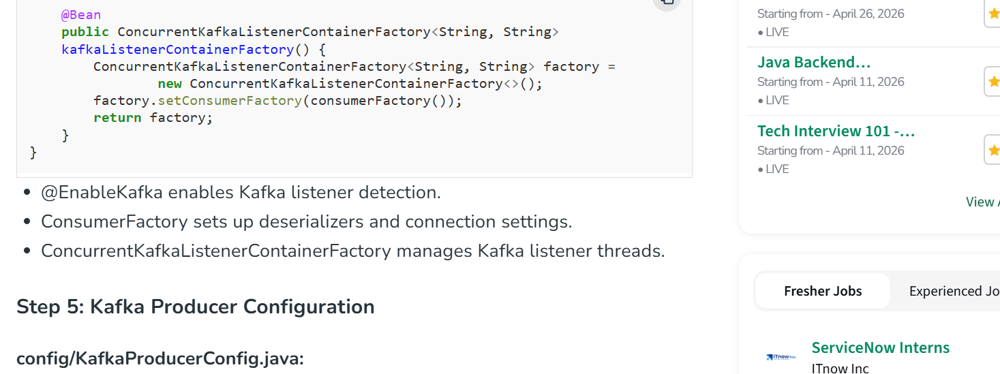 @Bean
public ConcurrentKafkaListenerContainerFactory<String, String>
kafkaListenerContainerFactory() {
ConcurrentKafkaListenerContainerFactory<String, String> factory =
new ConcurrentKafkaListenerContainerFactory<>();
factory.setConsumerFactory(consumerFactory());
return factory;
}
}
• @EnableKafka enables Kafka listener detection.
• ConsumerFactory sets up deserializers and connection settings.
• ConcurrentKafkaListenerContainerFactory manages Kafka listener threads.
Step 5: Kafka Producer Configuration
config/KafkaProducerConfig.java:
Starting from - April 26, 2026
• LIVE
Java Backend...
Starting from - April 11, 2026
• LIVE
Tech Interview 101 -...
Starting from - April 11, 2026
• LIVE
View
Fresher Jobs
Experienced Jo
ITnow Inc.
ServiceNow Interns
ITnow Inc